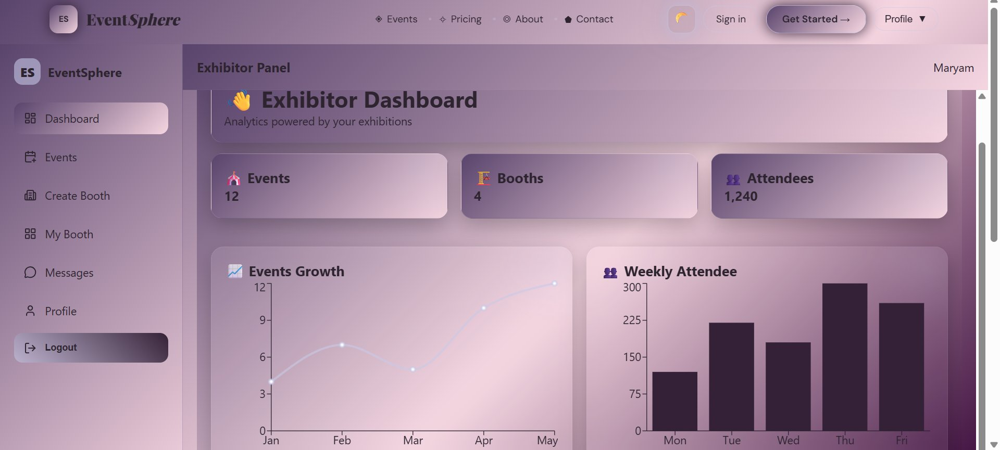 ES EventSphere Events Pricing About Contact Sign in Get Started → Profile ▼
ES EventSphere
Dashboard
Events
Create Booth
My Booth
Messages
Profile
Logout
Exhibitor Panel Maryam
👋 Exhibitor Dashboard
Analytics powered by your exhibitions
🎪 Events
12
🏗️ Booths
4
👥 Attendees
1,240
📈 Events Growth
12
9
6
3
0
Jan Feb Mar Apr May
👥 Weekly Attendee
300
225
150
75
0
Mon Tue Wed Thu Fri